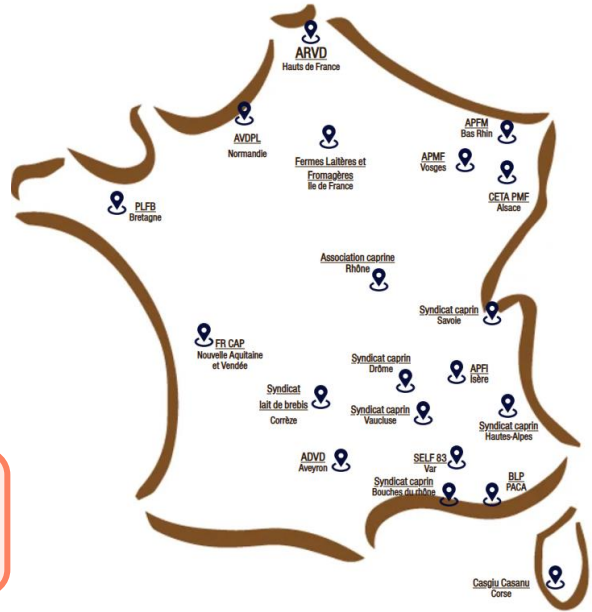 ARVD
Hauts de France
AVDPL
Normandie
Fermes Laitères et
Fromagères
Ile de France
APFM
Bas Rhin
APMF
Vosges
CETA PMF
Alsace
PLFB
Bretagne
Association caprine
Rhône
Syndicat caprin
Savoie
FR CAP
Nouvelle Aquitaine
et Vendée
Syndicat caprin
Drôme
APFI
Isère
Syndicat
lait de brebis
Corrèze
Syndicat caprin
Vaucluse
Syndicat caprin
Hautes-Alpes
ADVD
Aveyron
SELF 83
Var
Syndicat caprin
Bouches du rhône
BLP
PACA
Casgiu Casanu
Corse